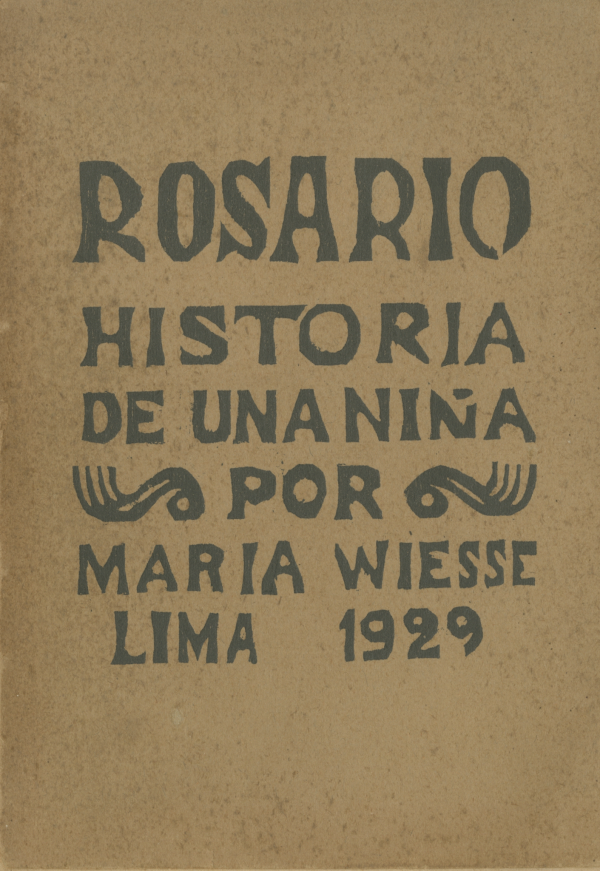 ROSARIO
HISTORIA
DE UNA NIÑA
POR
MARIA WIESSE
LIMA 1929